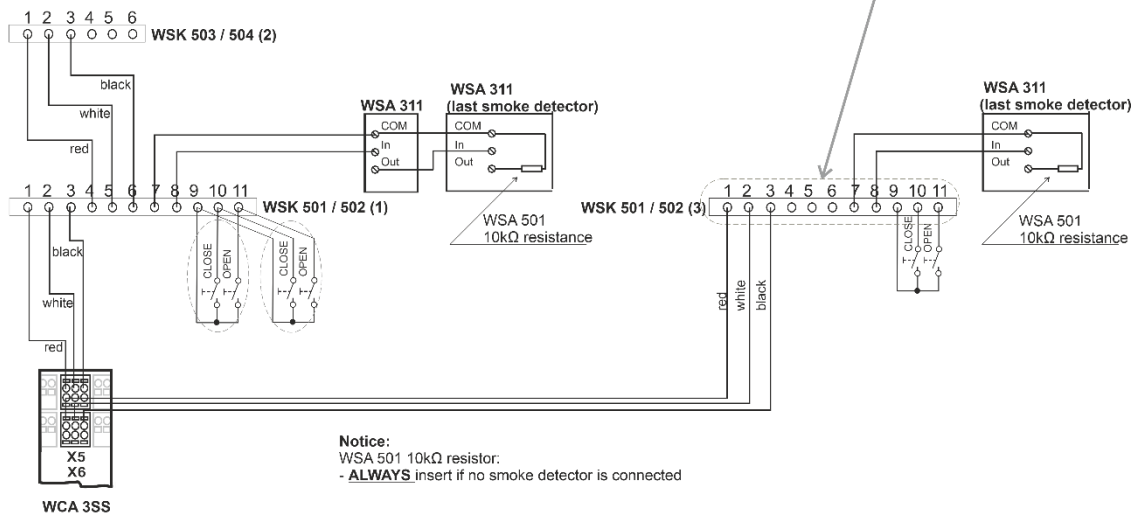 1 2 3 4 5 6
WSK 503 / 504 (2)
black
white
red
WSA 311
COM
In
Out
WSA 311
(last smoke detector)
COM
In
Out
WSA 501
10kΩ resistance
1 2 3 4 5 6 7 8 9 10 11
WSK 501 / 502 (1)
black
white
red
CLOSE
OPEN
CLOSE
OPEN
WSA 311
(last smoke detector)
COM
In
Out
WSA 501
10kΩ resistance
1 2 3 4 5 6 7 8 9 10 11
WSK 501 / 502 (3)
CLOSE
OPEN
red
white
black
X5
X6
WCA 3SS
Notice:
WSA 501 10kΩ resistor:
- ALWAYS insert if no smoke detector is connected